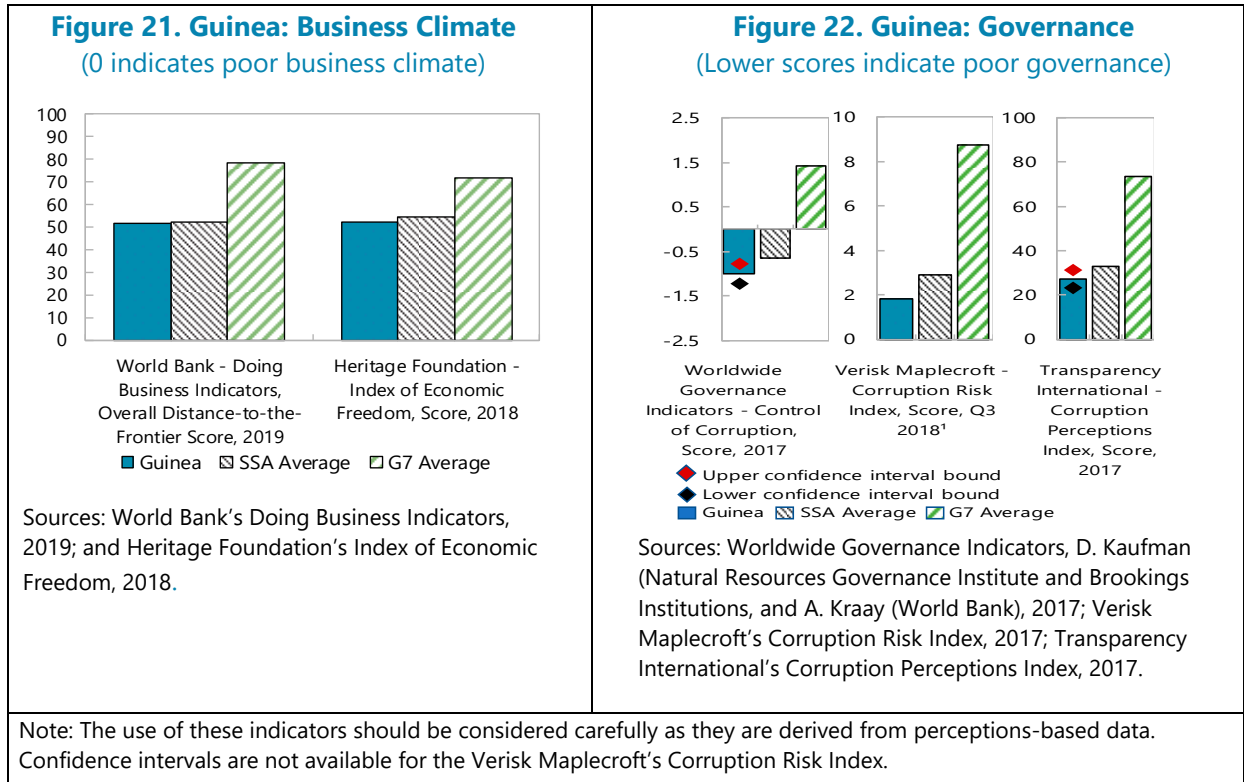 Figure 21. Guinea: Business Climate
(0 indicates poor business climate)
100
90
80
70
60
50
40
30
20
10
0
World Bank - Doing
Business Indicators,
Overall Distance-to-the-
Frontier Score, 2019
Heritage Foundation -
Index of Economic
Freedom, Score, 2018
Guinea SSA Average G7 Average
Sources: World Bank’s Doing Business Indicators,
2019; and Heritage Foundation’s Index of Economic
Freedom, 2018.
Figure 22. Guinea: Governance
(Lower scores indicate poor governance)
2.5
1.5
0.5
-0.5
-1.5
-2.5
Worldwide
Governance
Indicators - Control
of Corruption,
Score, 2017
10
8
6
4
2
0
Verisk Maplecroft -
Corruption Risk
Index, Score, Q3
2018¹
100
80
60
40
20
0
Transparency
International -
Corruption
Perceptions
Index, Score,
2017
Upper confidence interval bound
Lower confidence interval bound
Guinea SSA Average G7 Average
Sources: Worldwide Governance Indicators, D. Kaufman
(Natural Resources Governance Institute and Brookings
Institutions, and A. Kraay (World Bank), 2017; Verisk
Maplecroft’s Corruption Risk Index, 2017; Transparency
International’s Corruption Perceptions Index, 2017.
Note: The use of these indicators should be considered carefully as they are derived from perceptions-based data.
Confidence intervals are not available for the Verisk Maplecroft’s Corruption Risk Index.